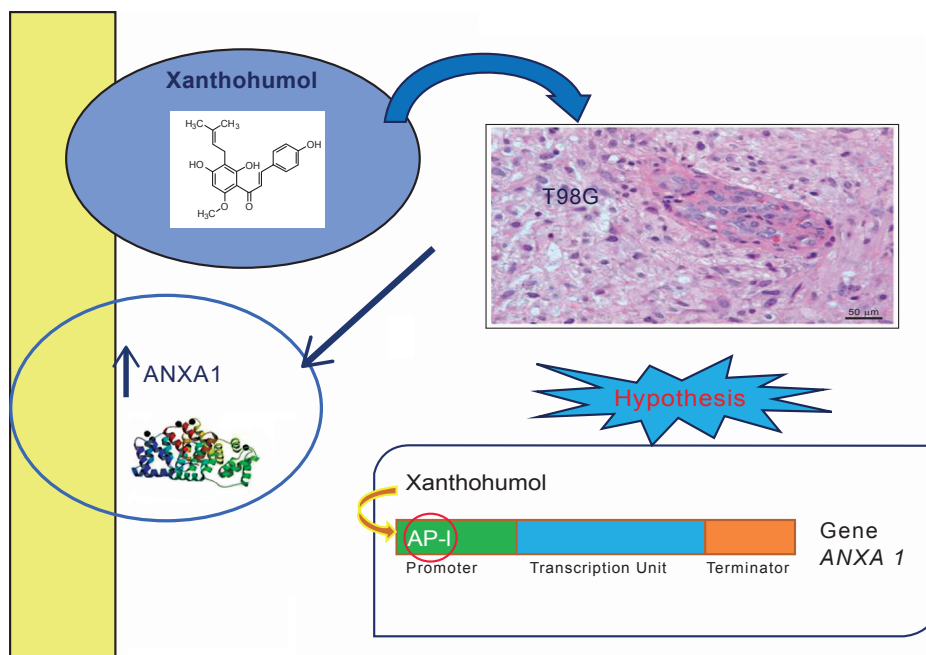 Xanthohumol
H₃C
CH₃
OH
HO
OH
H₃C
O
O
T98G
50 µm
ANXA1
Hypothesis
Xanthohumol
AP-I
Gene
ANXA 1
Promoter
Transcription Unit
Terminator